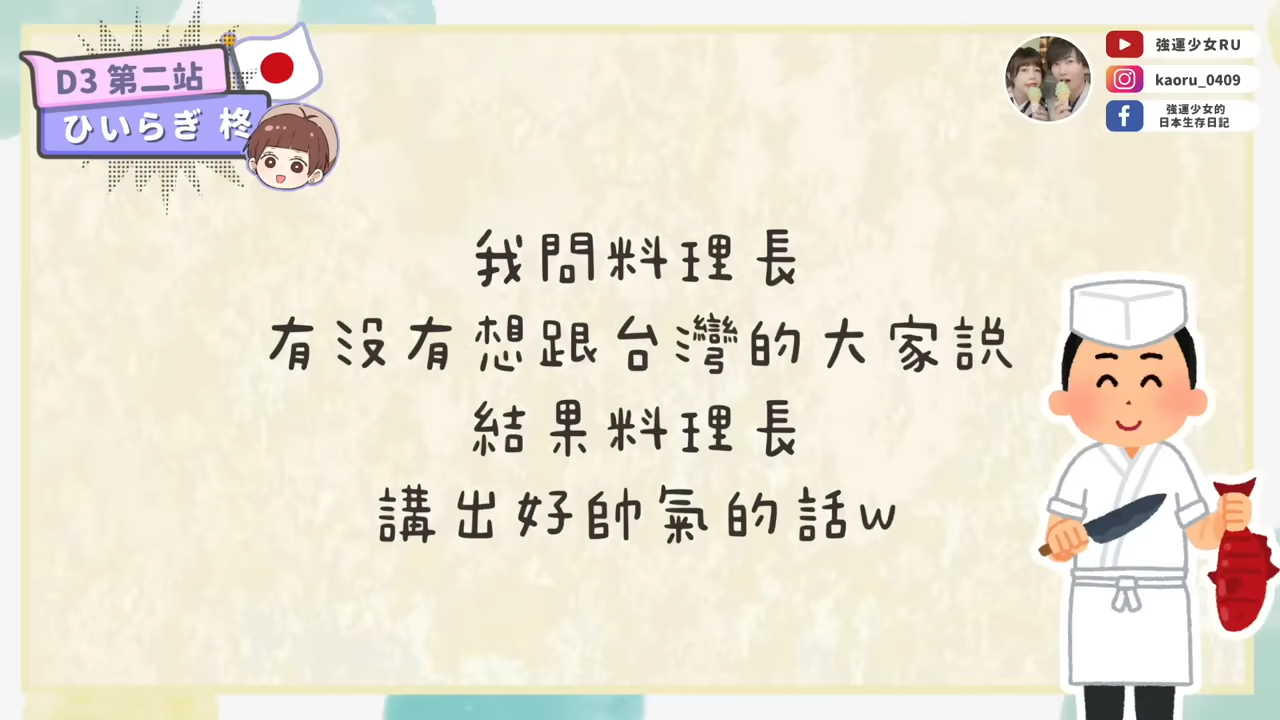 D3 第二站
ひいらぎ 柊
強運少女RU
kaoru_0409
強運少女的
日本生存日記
我問料理長
有沒有想跟台灣的大家說
結果料理長
講出好帥氣的話w